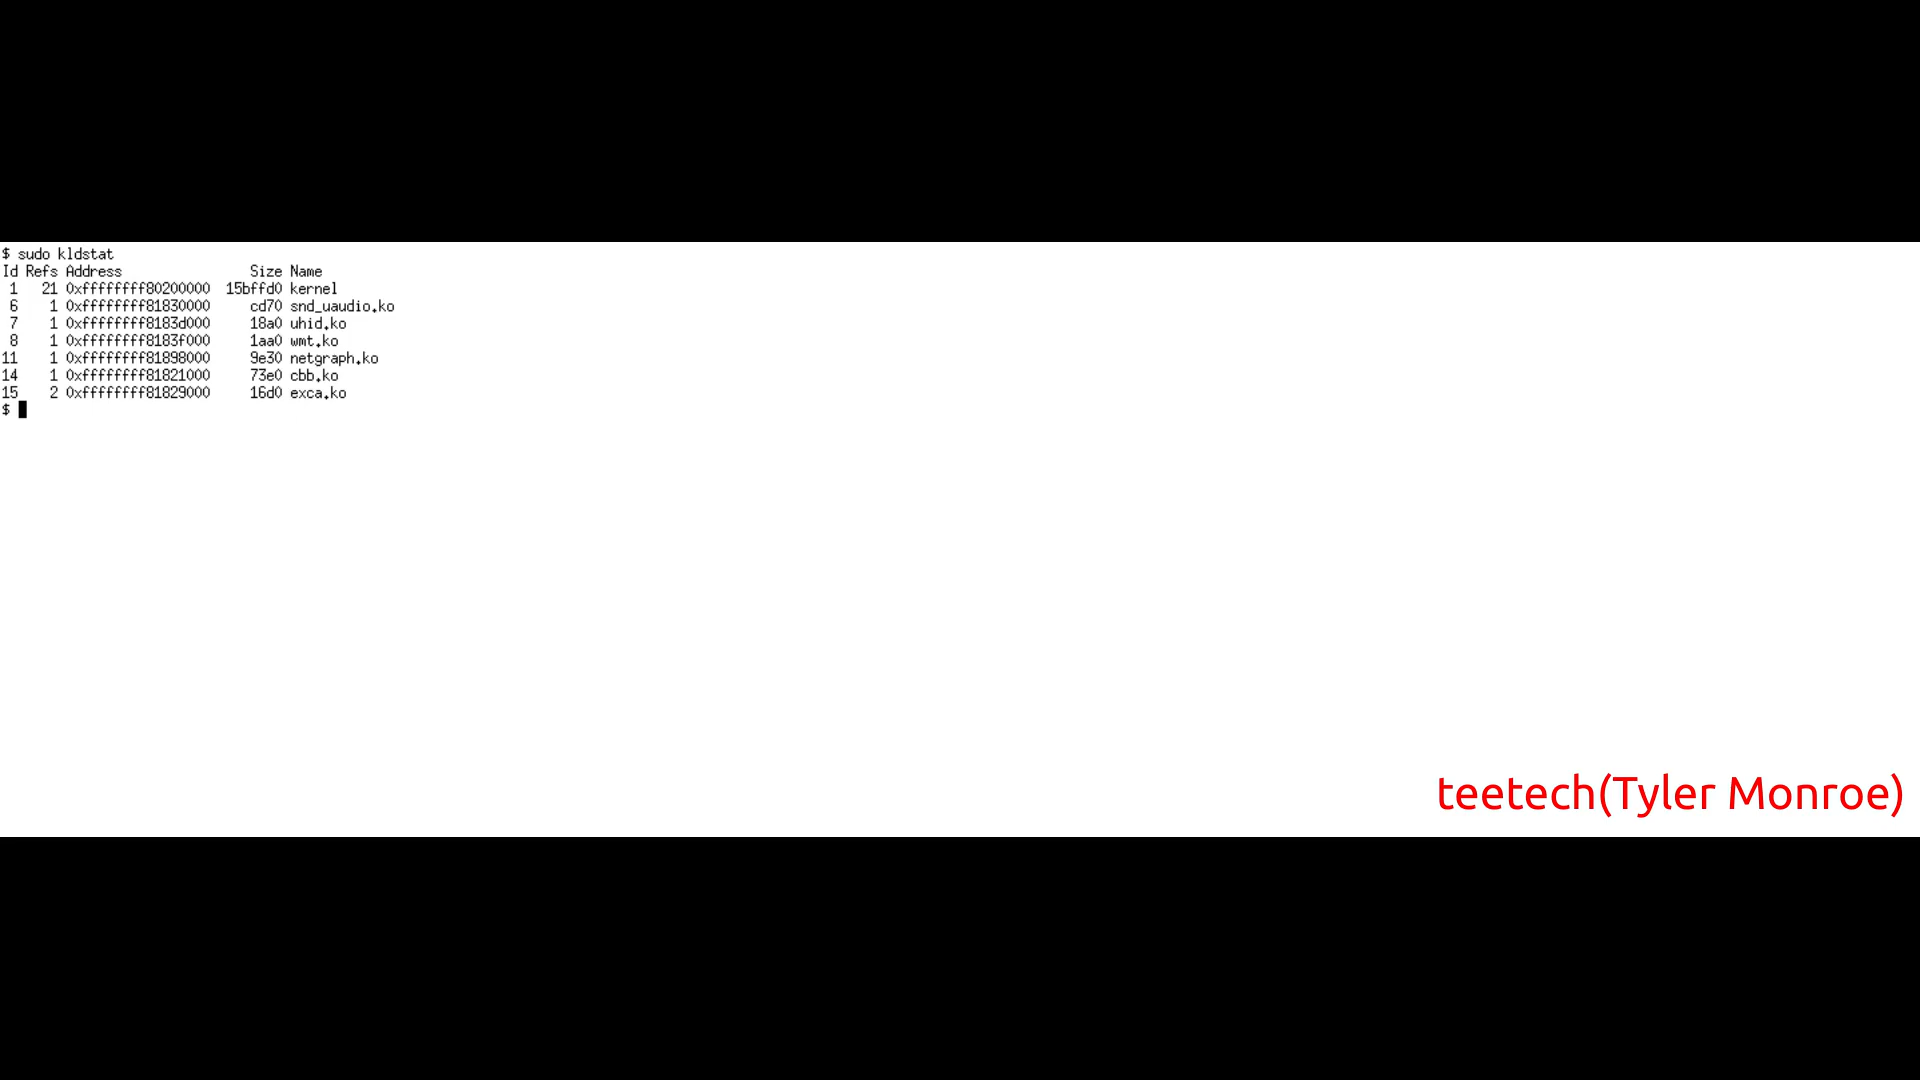 $ sudo kldstat
Id Refs Address                Size Name
 1   21 0xffffffff80200000  15bffd0 kernel
 6    1 0xffffffff81830000     cd70 snd_uaudio.ko
 7    1 0xffffffff8183d000     18a0 uhid.ko
 8    1 0xffffffff8183f000     1aa0 wmt.ko
11    1 0xffffffff81898000     9e30 netgraph.ko
14    1 0xffffffff81821000     73e0 cbb.ko
15    2 0xffffffff81829000     16d0 exca.ko
$
teetech(Tyler Monroe)